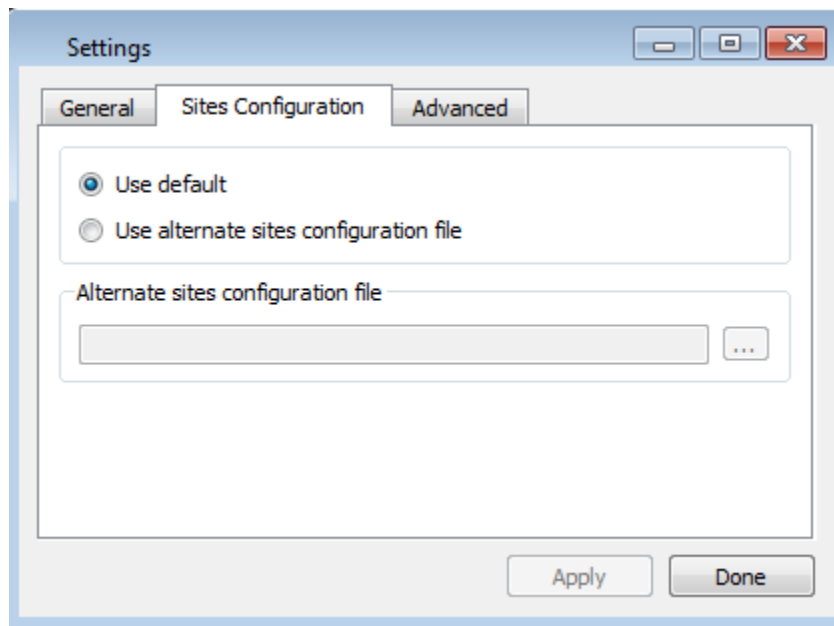 Settings
General Sites Configuration Advanced
Use default
Use alternate sites configuration file
Alternate sites configuration file
...
Apply Done